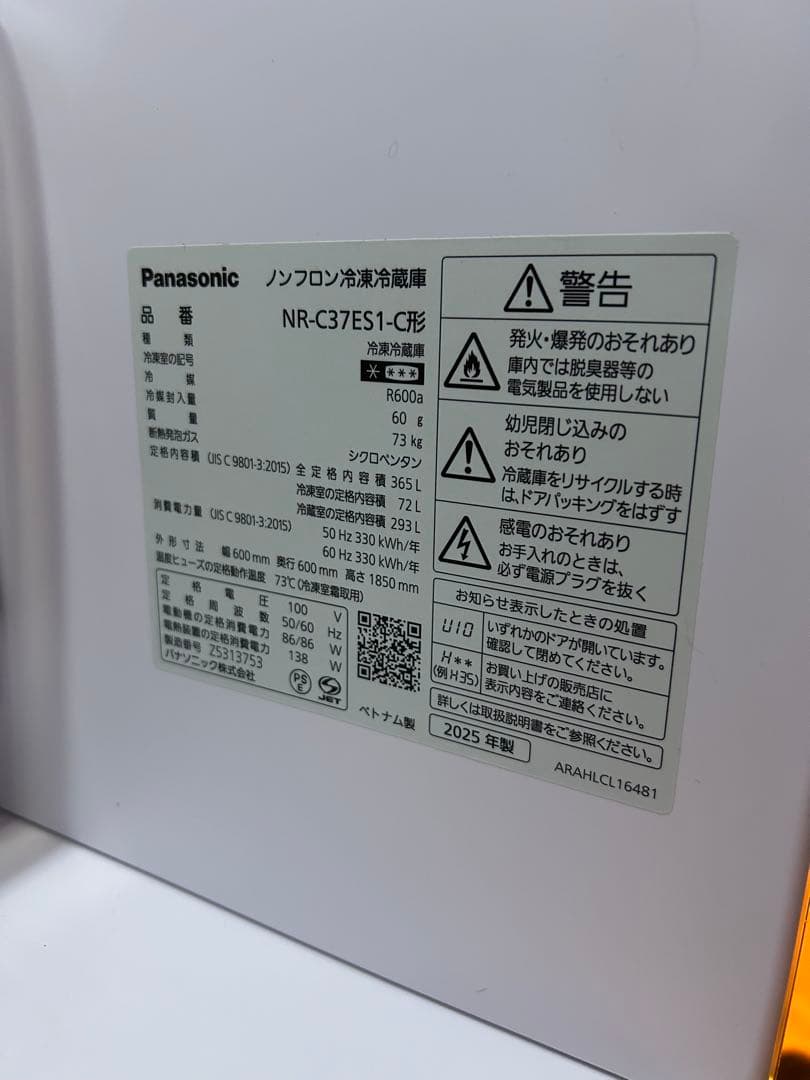 Panasonic ノンフロン冷凍冷蔵庫
品番 NR-C37ES1-C形
種類 冷凍冷蔵庫
冷凍室の記号 * ***
冷媒 R600a
冷媒封入量 60 g
質量 73 kg
断熱発泡ガス シクロペンタン
定格内容積 (JIS C 9801-3:2015) 全定格内容積 365 L
冷凍室の定格内容積 72 L
冷蔵室の定格内容積 293 L
消費電力量 (JIS C 9801-3:2015) 50 Hz 330 kWh/年
60 Hz 330 kWh/年
外形寸法 幅 600 mm 奥行 600 mm 高さ 1850 mm
温度ヒューズの定格動作温度 73℃ (冷凍室霜取用)
定格電圧 100 V
定格周波数 50/60 Hz
電動機の定格消費電力 86/86 W
電熱装置の定格消費電力 138 W
製造番号 Z5313753
パナソニック株式会社
PS
E
JET
ベトナム製
警告
発火・爆発のおそれあり
庫内では脱臭器等の
電気製品を使用しない
幼児閉じ込みの
おそれあり
冷蔵庫をリサイクルする時
は、ドアパッキングをはずす
感電のおそれあり
お手入れのときは、
必ず電源プラグを抜く
お知らせ表示したときの処置
U10 いずれかのドアが開いています。
確認して閉めてください。
H** お買い上げの販売店に
(例 H35) 表示内容をご連絡ください。
詳しくは取扱説明書をご参照ください。
2025 年製
ARAHLCL16481